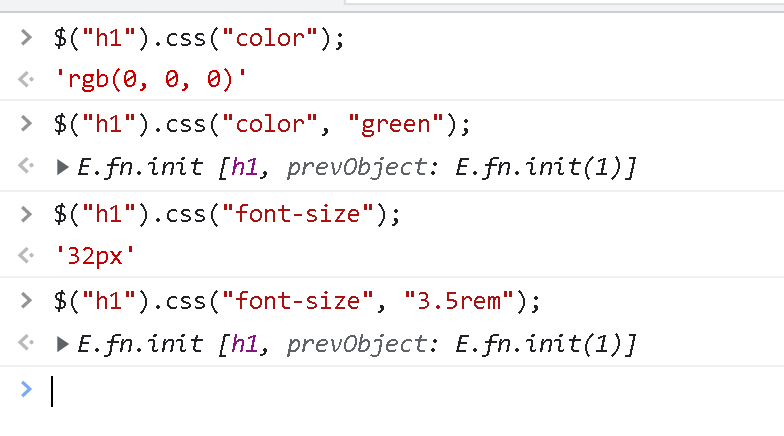 > $("h1").css("color");
'rgb(0, 0, 0)'
> $("h1").css("color", "green");
▶ E.fn.init [h1, prevObject: E.fn.init(1)]
> $("h1").css("font-size");
'32px'
> $("h1").css("font-size", "3.5rem");
▶ E.fn.init [h1, prevObject: E.fn.init(1)]
>